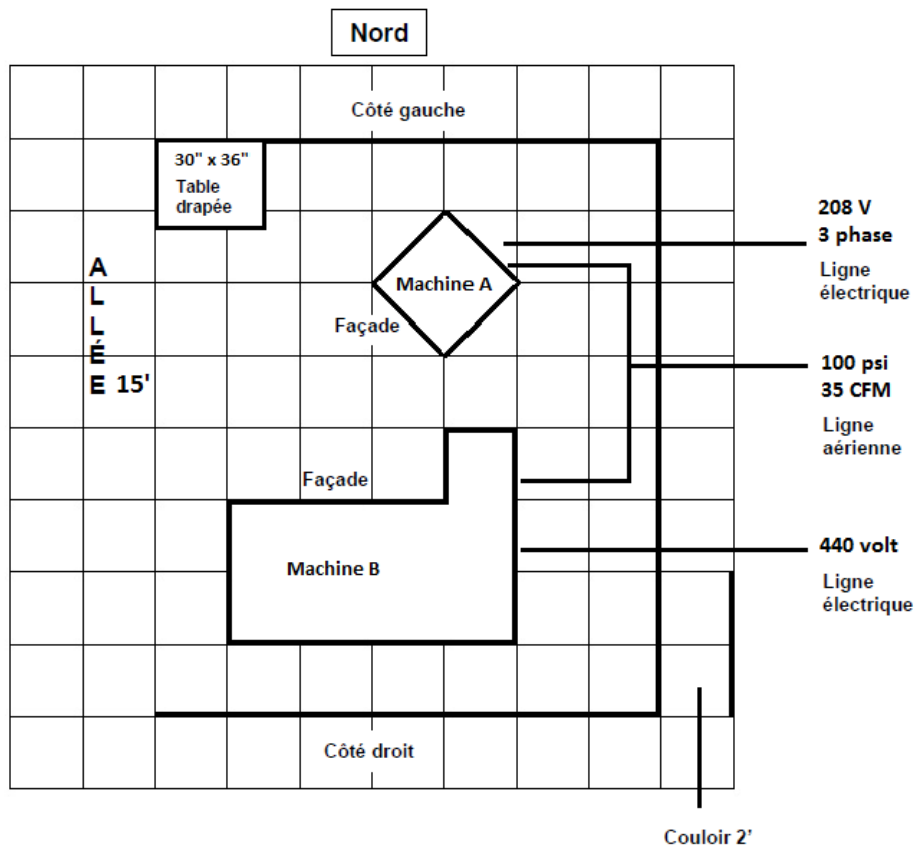 Nord
Côté gauche
30" x 36"
Table
drapée
208 V
3 phase
Ligne
électrique
A
L
L
É
E 15'
Machine A
Façade
100 psi
35 CFM
Ligne
aérienne
Façade
Machine B
440 volt
Ligne
électrique
Côté droit
Couloir 2’